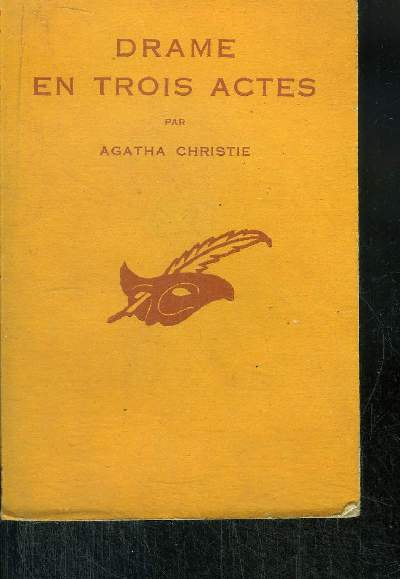 DRAME
EN TROIS ACTES
PAR
AGATHA CHRISTIE